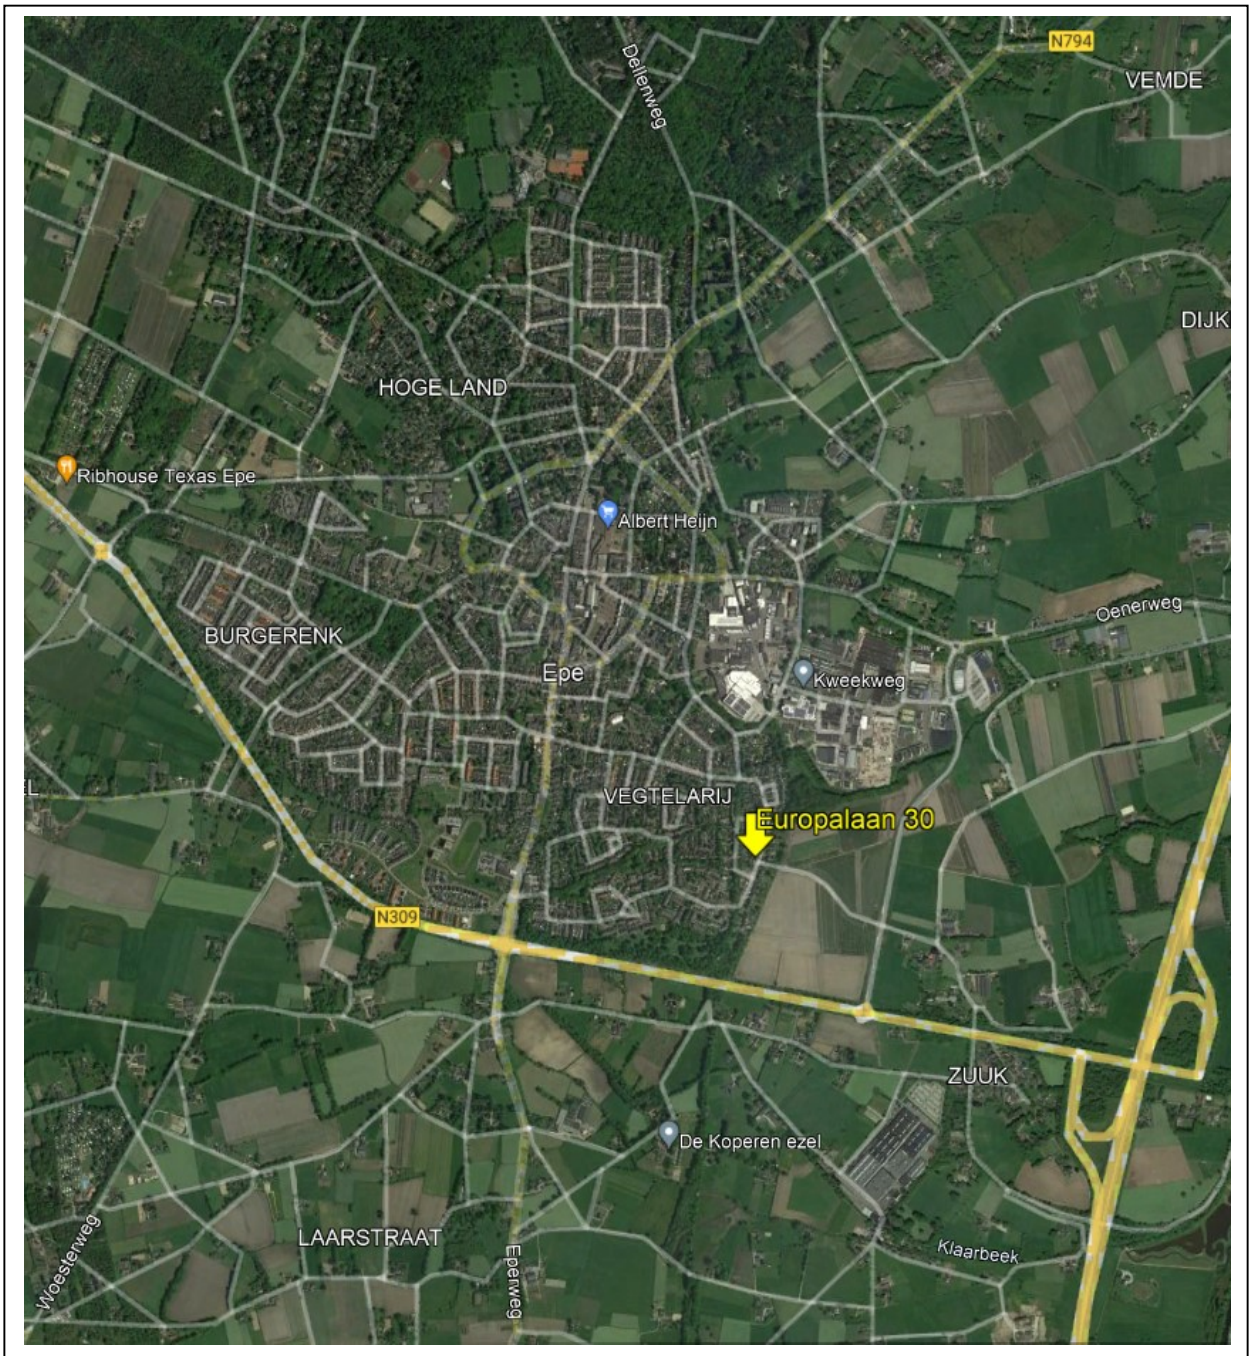 N794
VEMDE
Dellenweg
DIJK
HOGE LAND
Ribhouse Texas Epe
Albert Heijn
Oenerweg
BURGERENK
Epe
Kweekweg
EL
VEGTELARIJ
Europalaan 30
N309
ZUUK
De Koperen ezel
LAARSTRAAT
Klaarbeek
Woesterweg
Eperweg